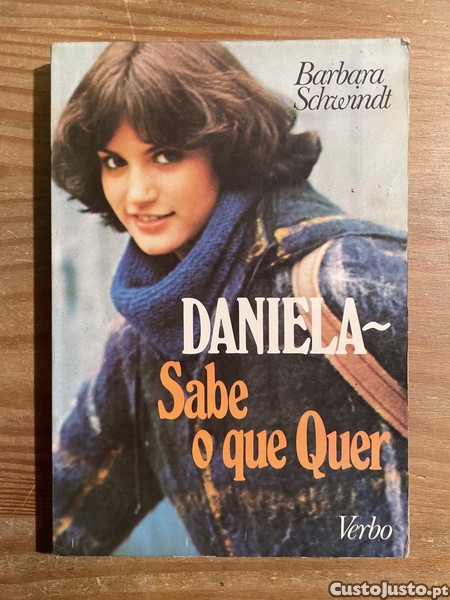 Barbara
Schwindt
DANIELA~
Sabe
o que Quer
Verbo
CustoJusto.pt